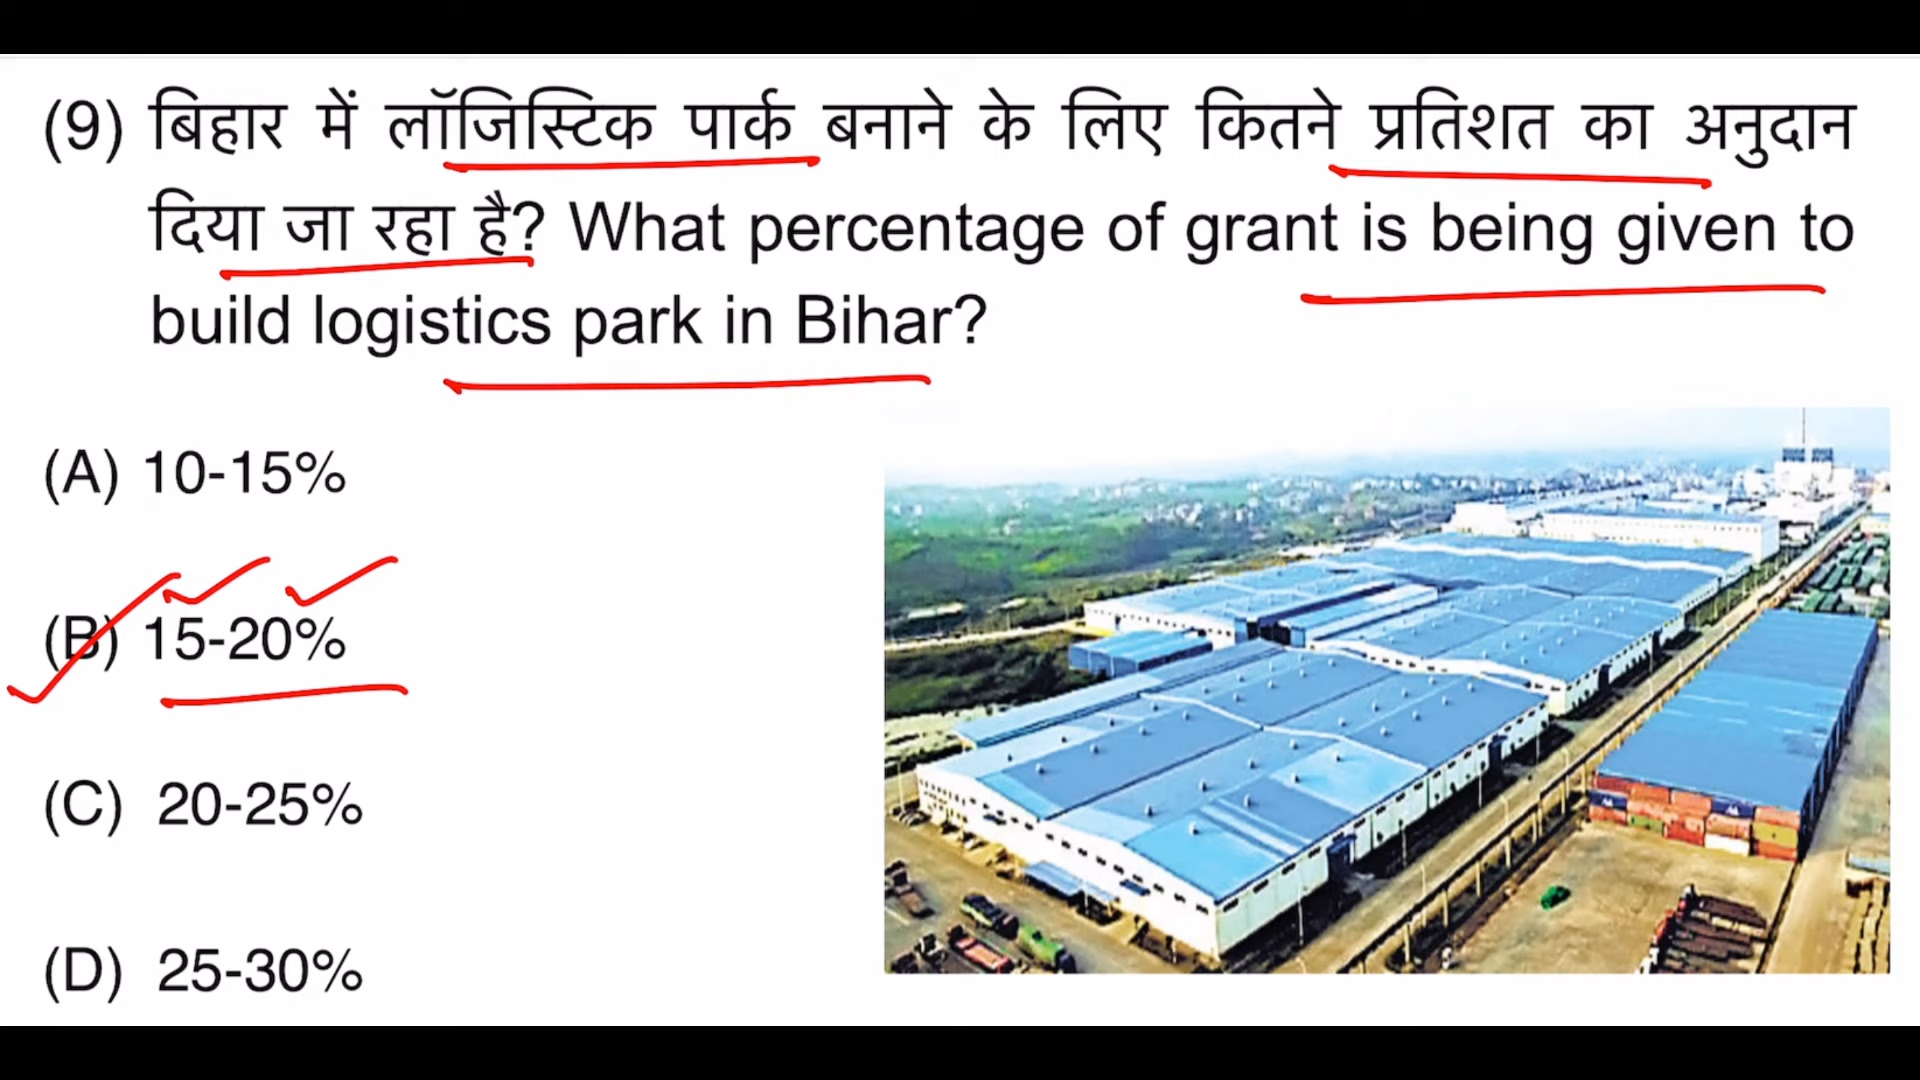 (9) बिहार में लॉजिस्टिक पार्क बनाने के लिए कितने प्रतिशत का अनुदान
दिया जा रहा है? What percentage of grant is being given to
build logistics park in Bihar?
(A) 10-15%
(B) 15-20%
(C) 20-25%
(D) 25-30%